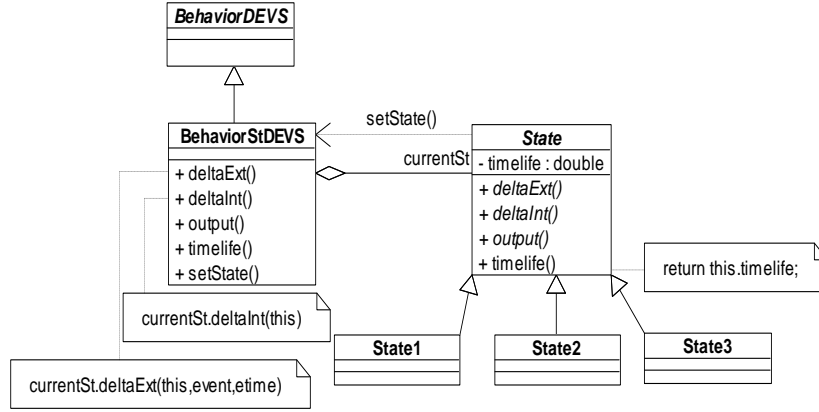 BehaviorDEVS
BehaviorStDEVS
+ deltaExt()
+ deltaInt()
+ output()
+ timelife()
+ setState()
setState()
currentSt
State
- timelife : double
+ deltaExt()
+ deltaInt()
+ output()
+ timelife()
return this.timelife;
currentSt.deltaInt(this)
currentSt.deltaExt(this,event,etime)
State1
State2
State3